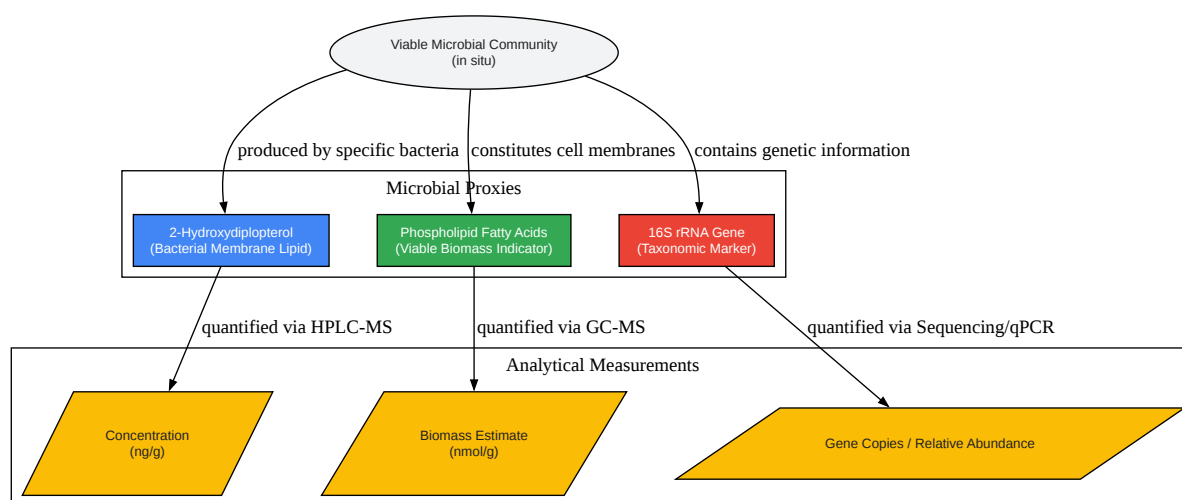 Viable Microbial Community
(in situ)
produced by specific bacteria
constitutes cell membranes
contains genetic information
Microbial Proxies
2-Hydroxydiplopterol
(Bacterial Membrane Lipid)
Phospholipid Fatty Acids
(Viable Biomass Indicator)
16S rRNA Gene
(Taxonomic Marker)
quantified via HPLC-MS
quantified via GC-MS
quantified via Sequencing/qPCR
Analytical Measurements
Concentration
(ng/g)
Biomass Estimate
(nmol/g)
Gene Copies / Relative Abundance